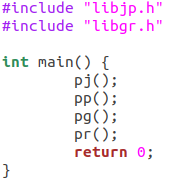 #include "libjp.h"
#include "libgr.h"

int main() {
        pj();
        pp();
        pg();
        pr();
        return 0;
}